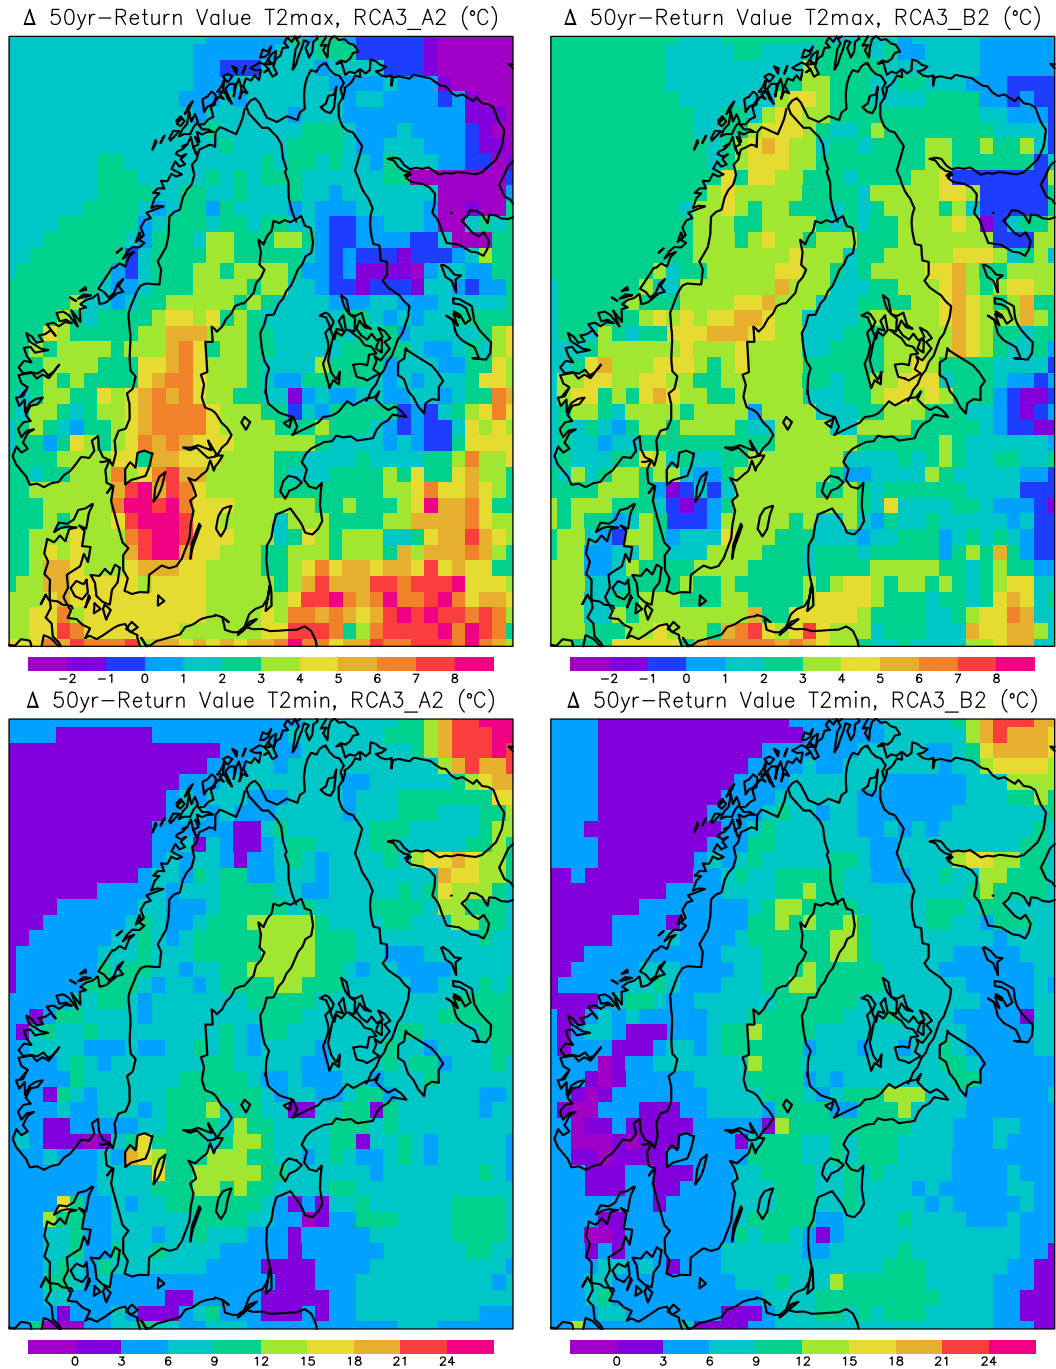 Δ 50yr-Return Value T2max, RCA3_A2 (°C)
Δ 50yr-Return Value T2max, RCA3_B2 (°C)
-2 -1 0 1 2 3 4 5 6 7 8
-2 -1 0 1 2 3 4 5 6 7 8
Δ 50yr-Return Value T2min, RCA3_A2 (°C)
Δ 50yr-Return Value T2min, RCA3_B2 (°C)
0 3 6 9 12 15 18 21 24
0 3 6 9 12 15 18 21 24